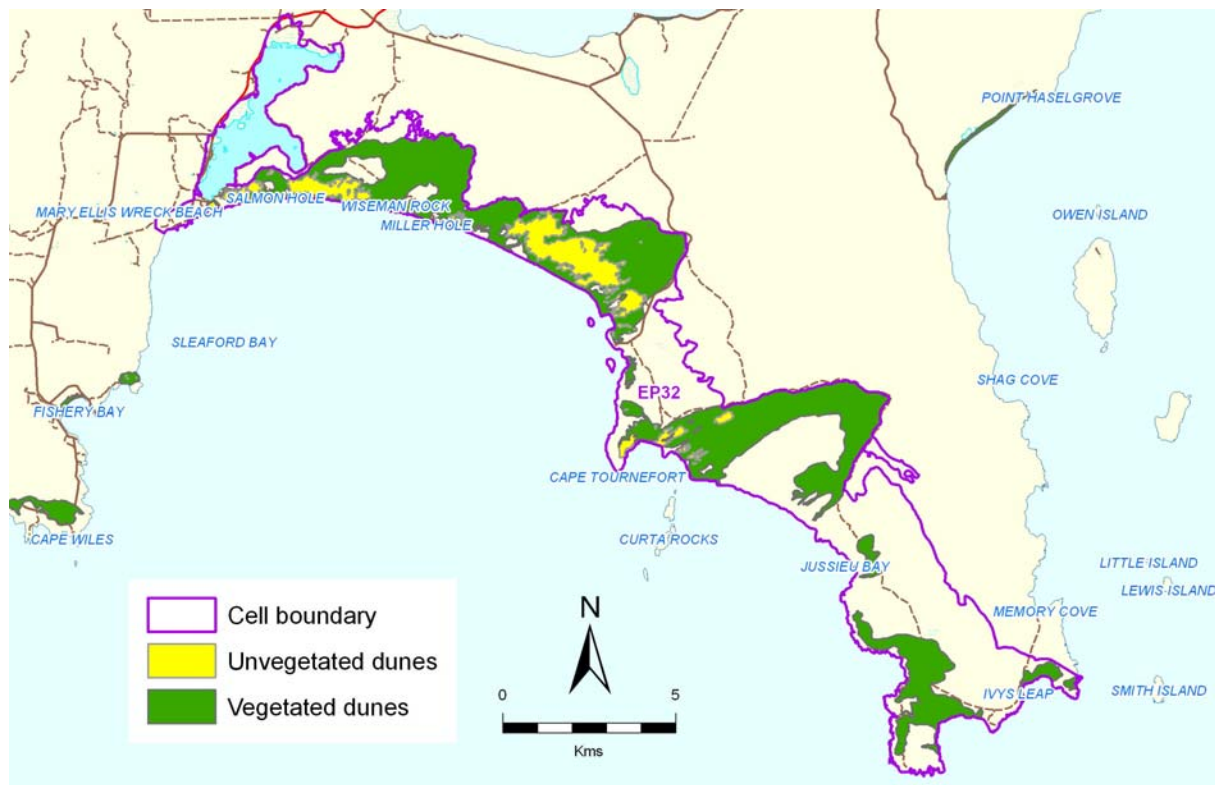 POINT HASELGROVE
SALMON HOLE
MARY ELLIS WRECK BEACH
WISEMAN ROCK
OWEN ISLAND
MILLER HOLE
SLEAFORD BAY
SHAG COVE
EP32
FISHERY BAY
CAPE TOURNEFORT
CAPE WILES
CURTA ROCKS
JUSSIEU BAY
LITTLE ISLAND
LEWIS ISLAND
MEMORY COVE
IVYS LEAP
SMITH ISLAND
Cell boundary
Unvegetated dunes
Vegetated dunes
N
0 5
Kms